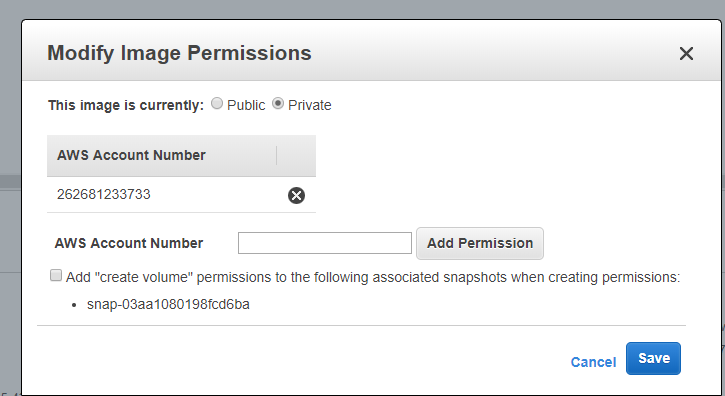 Modify Image Permissions
This image is currently: Public Private
AWS Account Number
262681233733
AWS Account Number Add Permission
Add "create volume" permissions to the following associated snapshots when creating permissions:
• snap-03aa1080198fcd6ba
Cancel Save